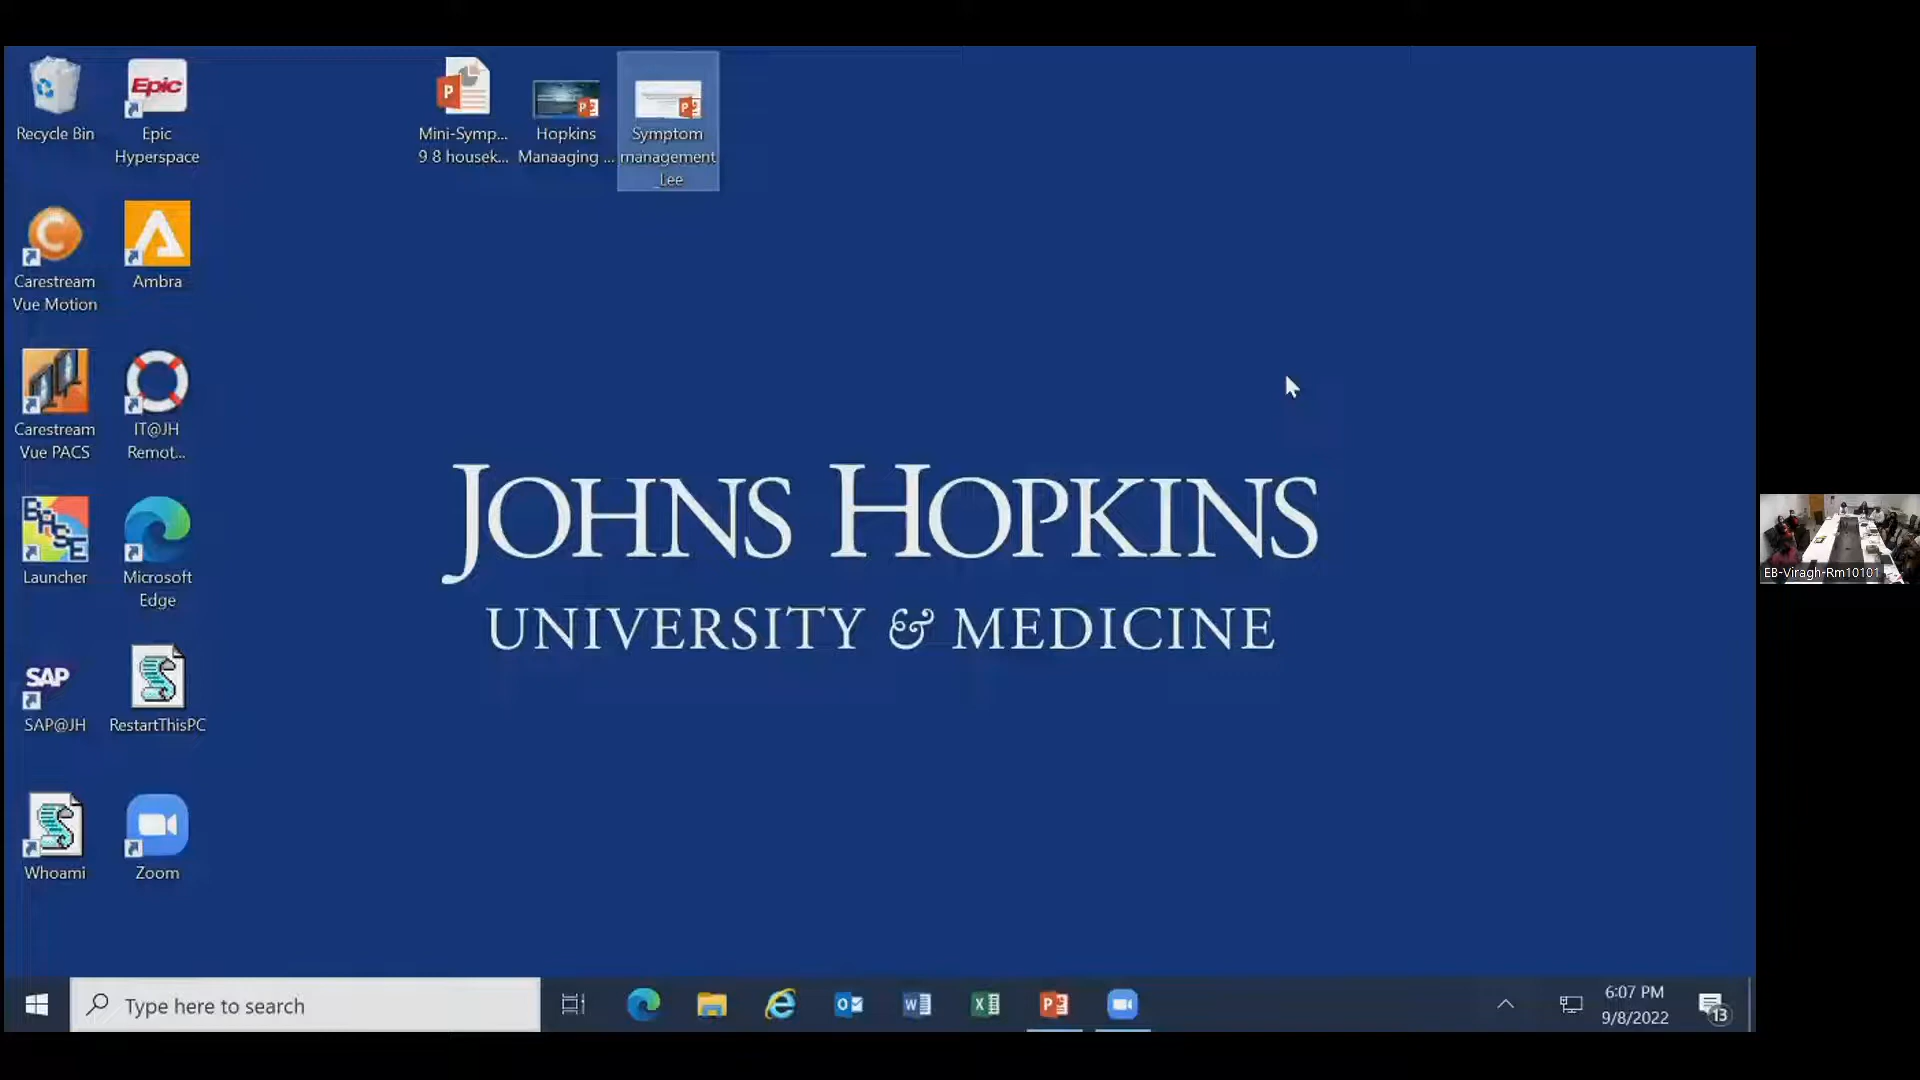 Recycle Bin
Epic
Epic
Hyperspace
P
Mini-Symp...
9 8 housek...
P
Hopkins
Manaaging ...
P
Symptom
management
_Lee
C
Carestream
Vue Motion
Ambra
Carestream
Vue PACS
IT@JH
Remot...
BASE
Launcher
Microsoft
Edge
SAP
SAP@JH
RestartThisPC
Whoami
Zoom
JOHNS HOPKINS
UNIVERSITY & MEDICINE
EB-Viragh-Rm10101
Type here to search
6:07 PM
9/8/2022
13